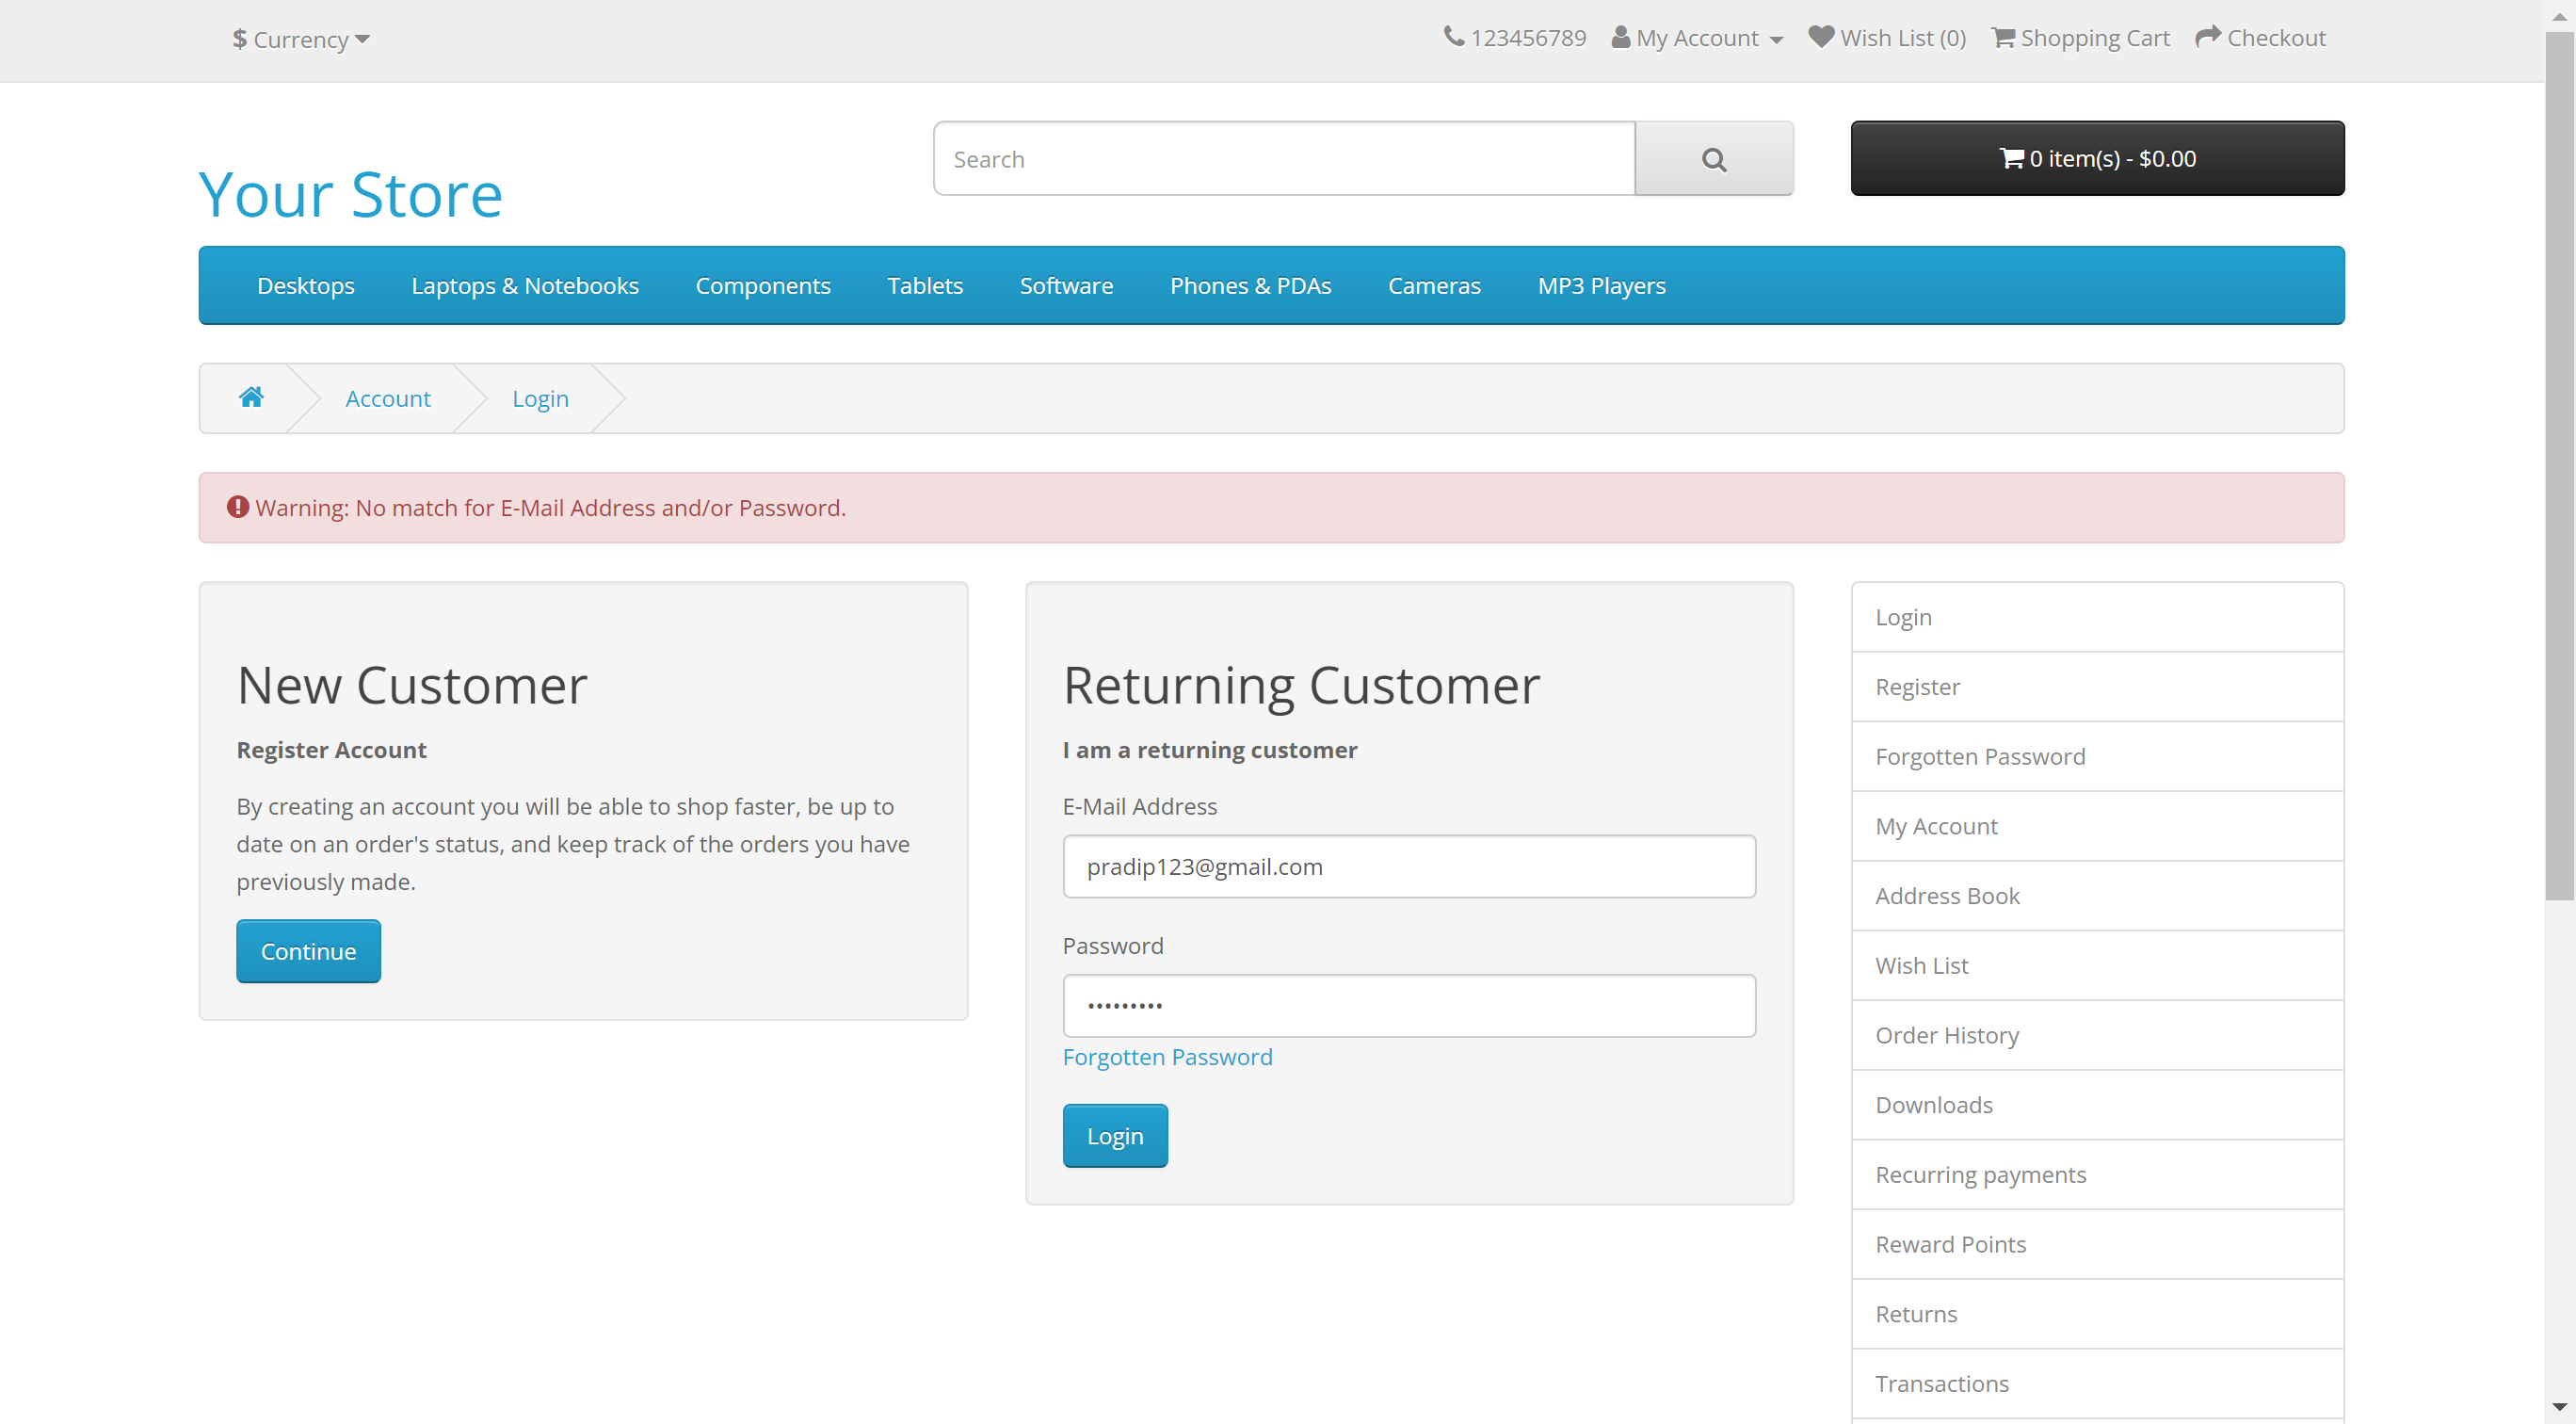 $ Currency
123456789 My Account Wish List (0) Shopping Cart Checkout
Your Store
Search
0 item(s) - $0.00
Desktops Laptops & Notebooks Components Tablets Software Phones & PDAs Cameras MP3 Players
Account Login
Warning: No match for E-Mail Address and/or Password.
New Customer
Register Account
By creating an account you will be able to shop faster, be up to
date on an order's status, and keep track of the orders you have
previously made.
Continue
Returning Customer
I am a returning customer
E-Mail Address
pradip123@gmail.com
Password
•••••••••
Forgotten Password
Login
Login
Register
Forgotten Password
My Account
Address Book
Wish List
Order History
Downloads
Recurring payments
Reward Points
Returns
Transactions